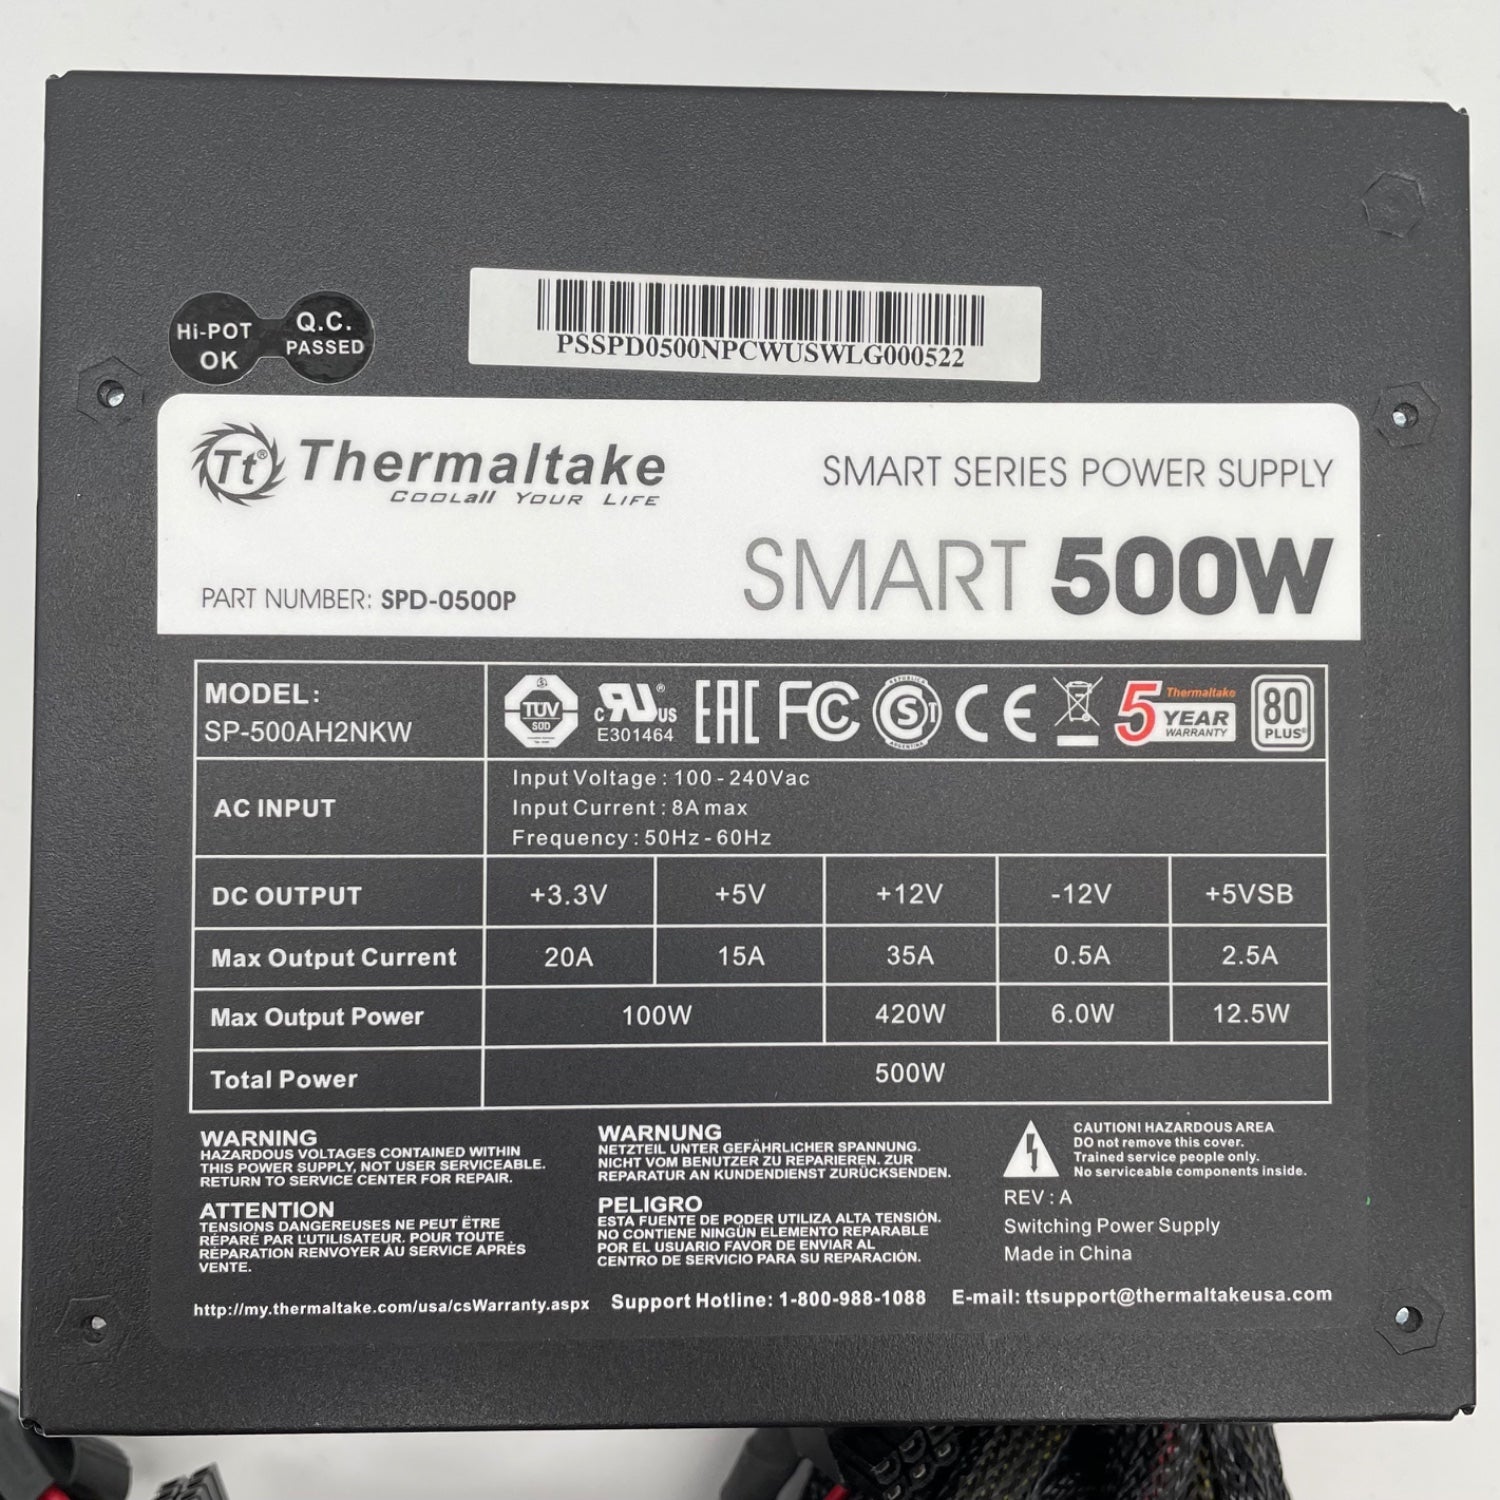 Hi-POT
OK
Q.C.
PASSED
PSSPD0500NPCWUSWLG000522
Tt® Thermaltake
COOLall YOUR LIFE
SMART SERIES POWER SUPPLY
SMART 500W
PART NUMBER: SPD-0500P
MODEL:
SP-500AH2NKW
S
TÜV
SÜD
c RU ® US
E301464
EAC
FC
REPUBLICA
S T
ARGENTINA
CE
5 Thermaltake
YEAR
WARRANTY
80
PLUS®
AC INPUT
Input Voltage : 100 - 240Vac
Input Current : 8A max
Frequency : 50Hz - 60Hz
DC OUTPUT +3.3V +5V +12V -12V +5VSB
Max Output Current 20A 15A 35A 0.5A 2.5A
Max Output Power 100W 420W 6.0W 12.5W
Total Power 500W
WARNING
HAZARDOUS VOLTAGES CONTAINED WITHIN
THIS POWER SUPPLY, NOT USER SERVICEABLE.
RETURN TO SERVICE CENTER FOR REPAIR.
ATTENTION
TENSIONS DANGEREUSES NE PEUT ËTRE
RÉPARÉ PAR L'UTILISATEUR. POUR TOUTE
RÉPARATION RENVOYER AU SERVICE APRÈS
VENTE.
WARNUNG
NETZTEIL UNTER GEFÄHRLICHER SPANNUNG.
NICHT VOM BENUTZER ZU REPARIEREN. ZUR
REPARATUR AN KUNDENDIENST ZURÜCKSENDEN.
PELIGRO
ESTA FUENTE DE PODER UTILIZA ALTA TENSIÓN.
NO CONTIENE NINGÚN ELEMENTO REPARABLE
POR EL USUARIO FAVOR DE ENVIAR AL
CENTRO DE SERVICIO PARA SU REPARACIÓN.
CAUTION! HAZARDOUS AREA
DO not remove this cover.
Trained service people only.
No serviceable components inside.
REV : A
Switching Power Supply
Made in China
http://my.thermaltake.com/usa/csWarranty.aspx Support Hotline: 1-800-988-1088 E-mail: ttsupport@thermaltakeusa.com